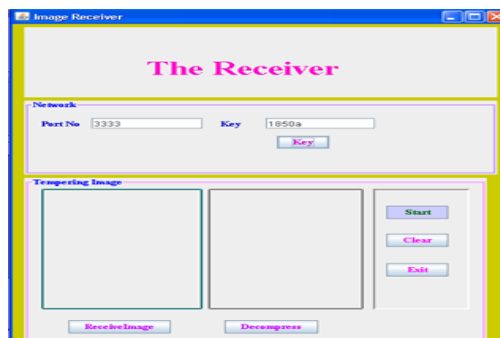 Image Receiver
The Receiver
Network
Port No 3333 Key 1850a
Key
Tempering Image
Start
Clear
Exit
ReceiveImage Decompress